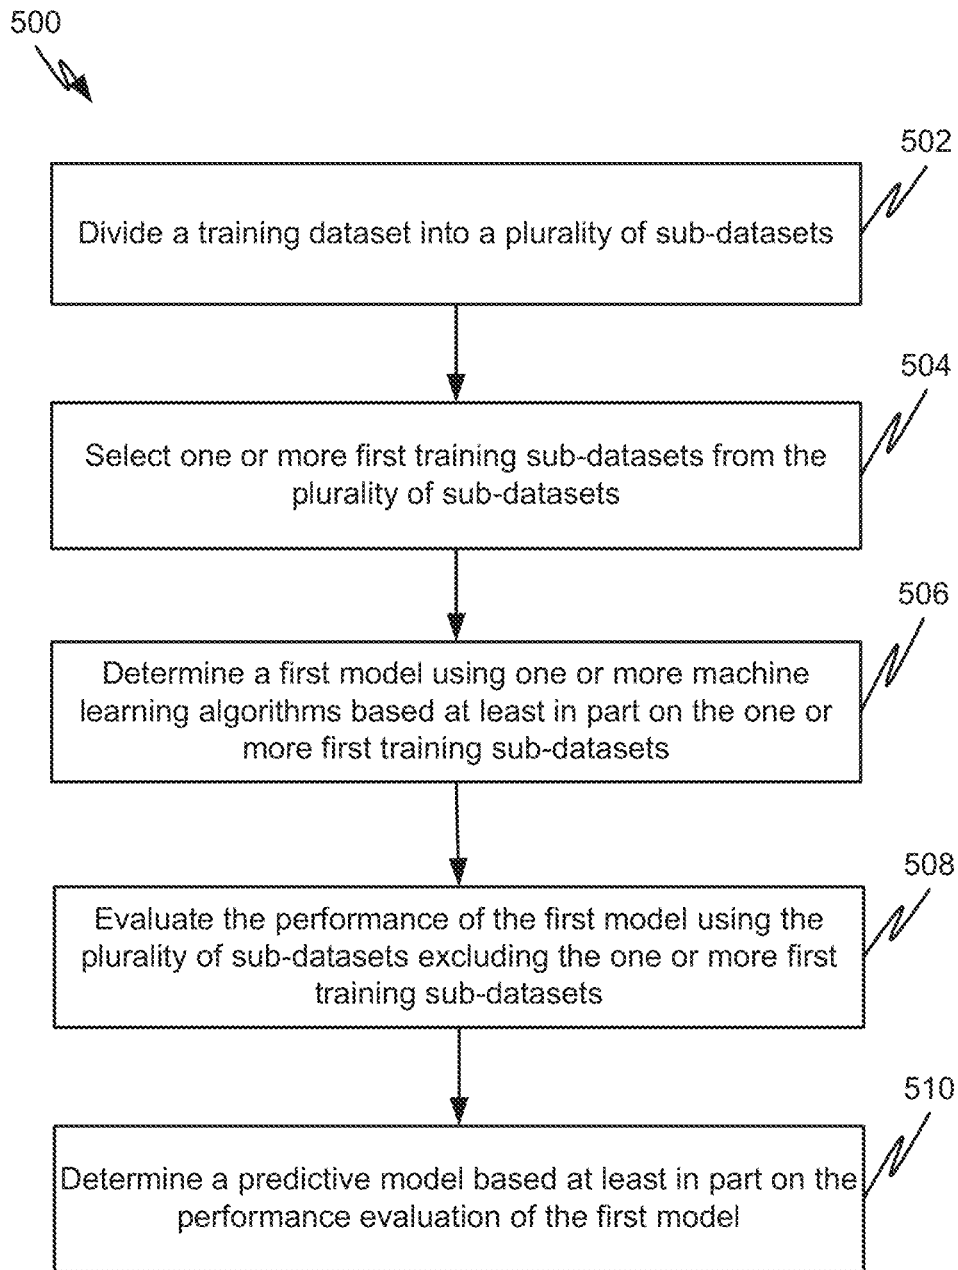 500
502
Divide a training dataset into a plurality of sub-datasets
504
Select one or more first training sub-datasets from the
plurality of sub-datasets
506
Determine a first model using one or more machine
learning algorithms based at least in part on the one or
more first training sub-datasets
508
Evaluate the performance of the first model using the
plurality of sub-datasets excluding the one or more first
training sub-datasets
510
Determine a predictive model based at least in part on the
performance evaluation of the first model